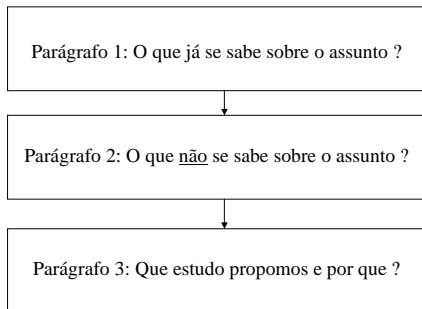 Parágrafo 1: O que já se sabe sobre o assunto ?
Parágrafo 2: O que não se sabe sobre o assunto ?
Parágrafo 3: Que estudo propomos e por que ?